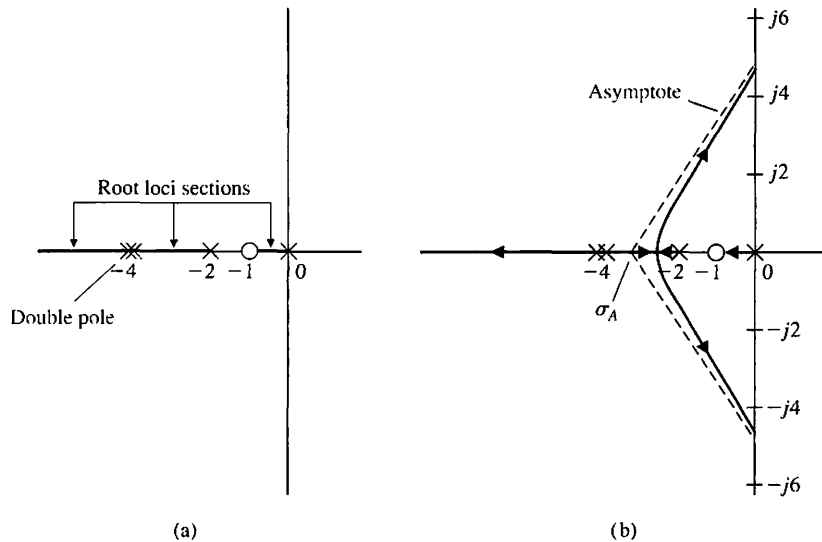 Root loci sections
−4
−2
−1
0
Double pole
(a)
j6
j4
j2
Asymptote
−4
−2
−1
0
σA
−j2
−j4
−j6
(b)